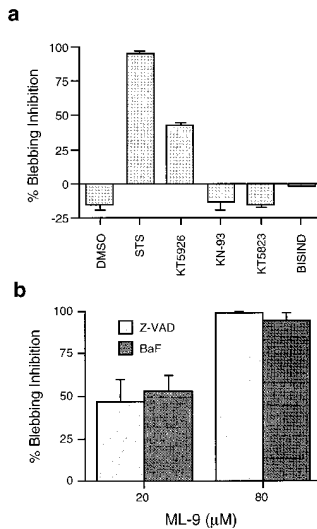 a
% Blebbing Inhibition
100
75
50
25
0
-25
DMSO
STS
KT5926
KN-93
KT5823
BISIND
b
% Blebbing Inhibition
100
75
50
25
0
Z-VAD
BaF
20
80
ML-9 (μM)